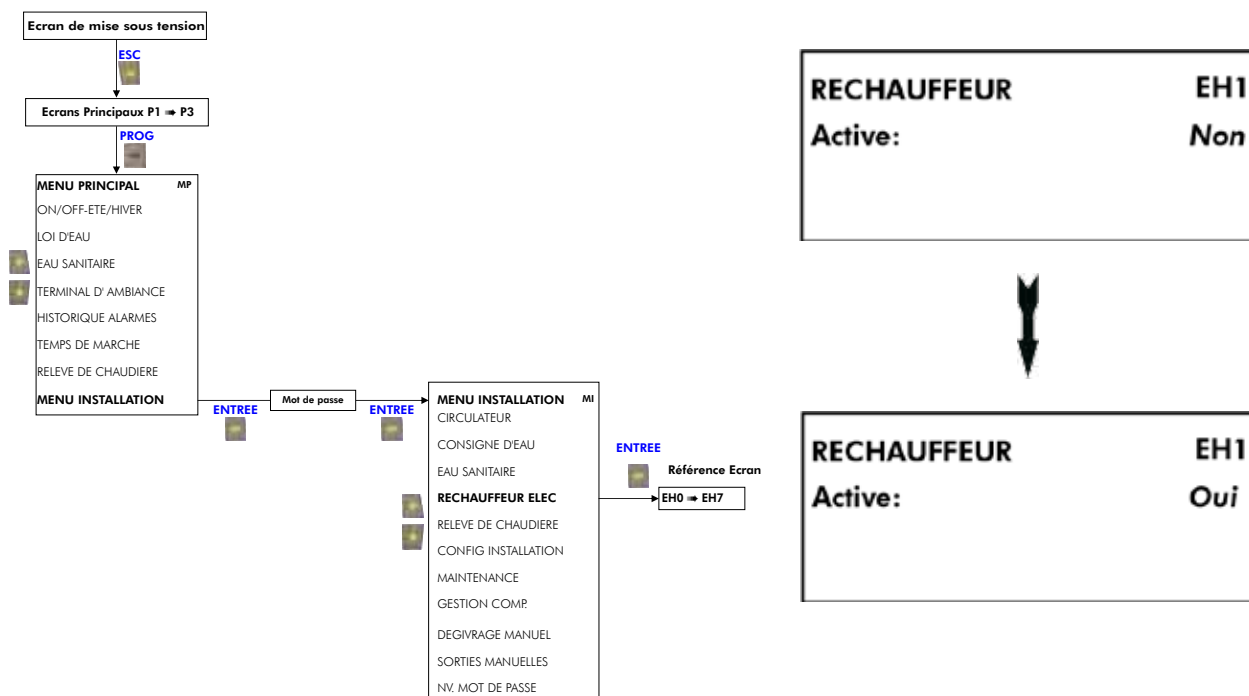 Ecran de mise sous tension
ESC
Ecrans Principaux P1 ➠ P3
PROG
MENU PRINCIPAL MP
ON/OFF-ETE/HIVER
LOI D'EAU
EAU SANITAIRE
TERMINAL D' AMBIANCE
HISTORIQUE ALARMES
TEMPS DE MARCHE
RELEVE DE CHAUDIERE
MENU INSTALLATION
ENTREE
Mot de passe
ENTREE
MENU INSTALLATION MI
CIRCULATEUR
CONSIGNE D'EAU
EAU SANITAIRE
RECHAUFFEUR ELEC
RELEVE DE CHAUDIERE
CONFIG INSTALLATION
MAINTENANCE
GESTION COMP.
DEGIVRAGE MANUEL
SORTIES MANUELLES
NV. MOT DE PASSE
ENTREE
Référence Ecran
EH0 ➠ EH7
RECHAUFFEUR EH1
Active: Non
RECHAUFFEUR EH1
Active: Oui